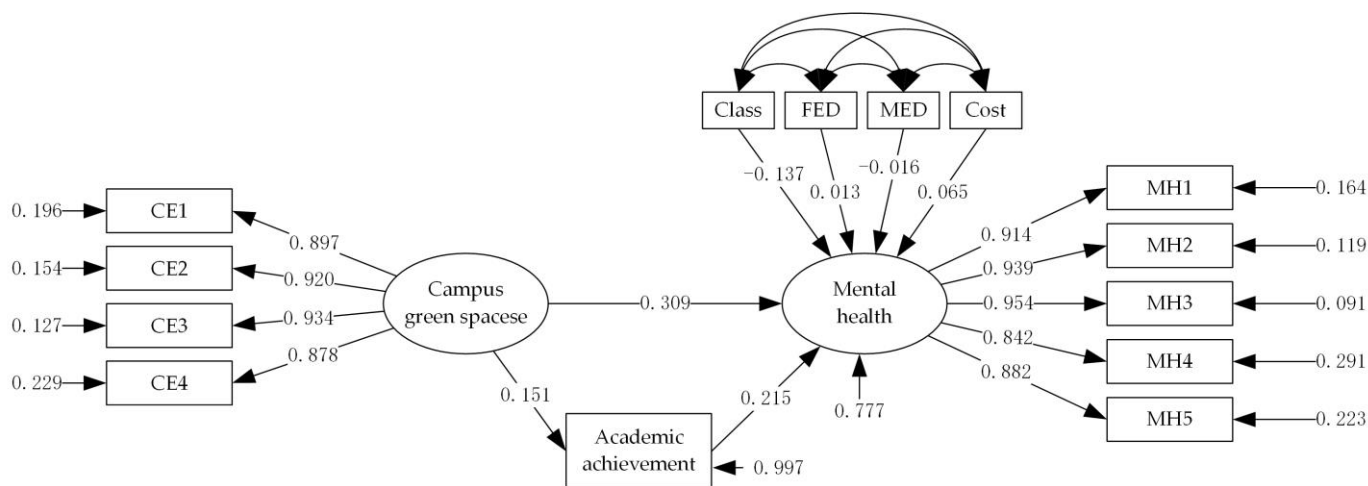 Class
FED
MED
Cost
-0.137
0.013
-0.016
0.065
0.196
CE1
0.154
CE2
0.127
CE3
0.229
CE4
0.897
0.920
0.934
0.878
Campus
green spacese
0.309
Mental
health
0.151
0.215
0.777
Academic
achievement
0.997
0.914
0.939
0.954
0.842
0.882
MH1
0.164
MH2
0.119
MH3
0.091
MH4
0.291
MH5
0.223